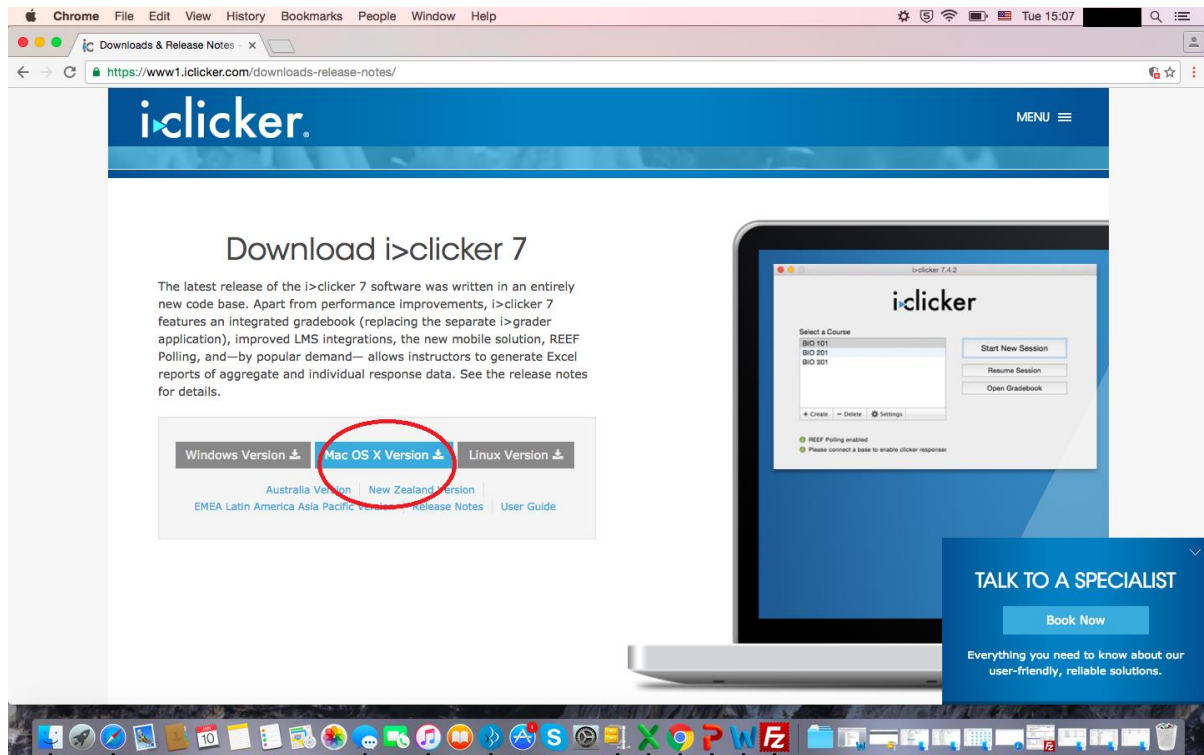 Chrome File Edit View History Bookmarks People Window Help
Tue 15:07
Downloads & Release Notes -
https://www1.iclicker.com/downloads-release-notes/
i>clicker.
MENU
Download i>clicker 7
The latest release of the i>clicker 7 software was written in an entirely
new code base. Apart from performance improvements, i>clicker 7
features an integrated gradebook (replacing the separate i>grader
application), improved LMS integrations, the new mobile solution, REEF
Polling, and—by popular demand— allows instructors to generate Excel
reports of aggregate and individual response data. See the release notes
for details.
Windows Version Mac OS X Version Linux Version
Australia Version New Zealand Version
EMEA Latin America Asia Pacific Version Release Notes User Guide
i>clicker 7.4.2
i>clicker
Select a Course
BIO 101
BIO 201
BIO 301
Start New Session
Resume Session
Open Gradebook
+ Create − Delete Settings
REEF Polling enabled
Please connect a base to enable clicker responses
TALK TO A SPECIALIST
Book Now
Everything you need to know about our
user-friendly, reliable solutions.
10